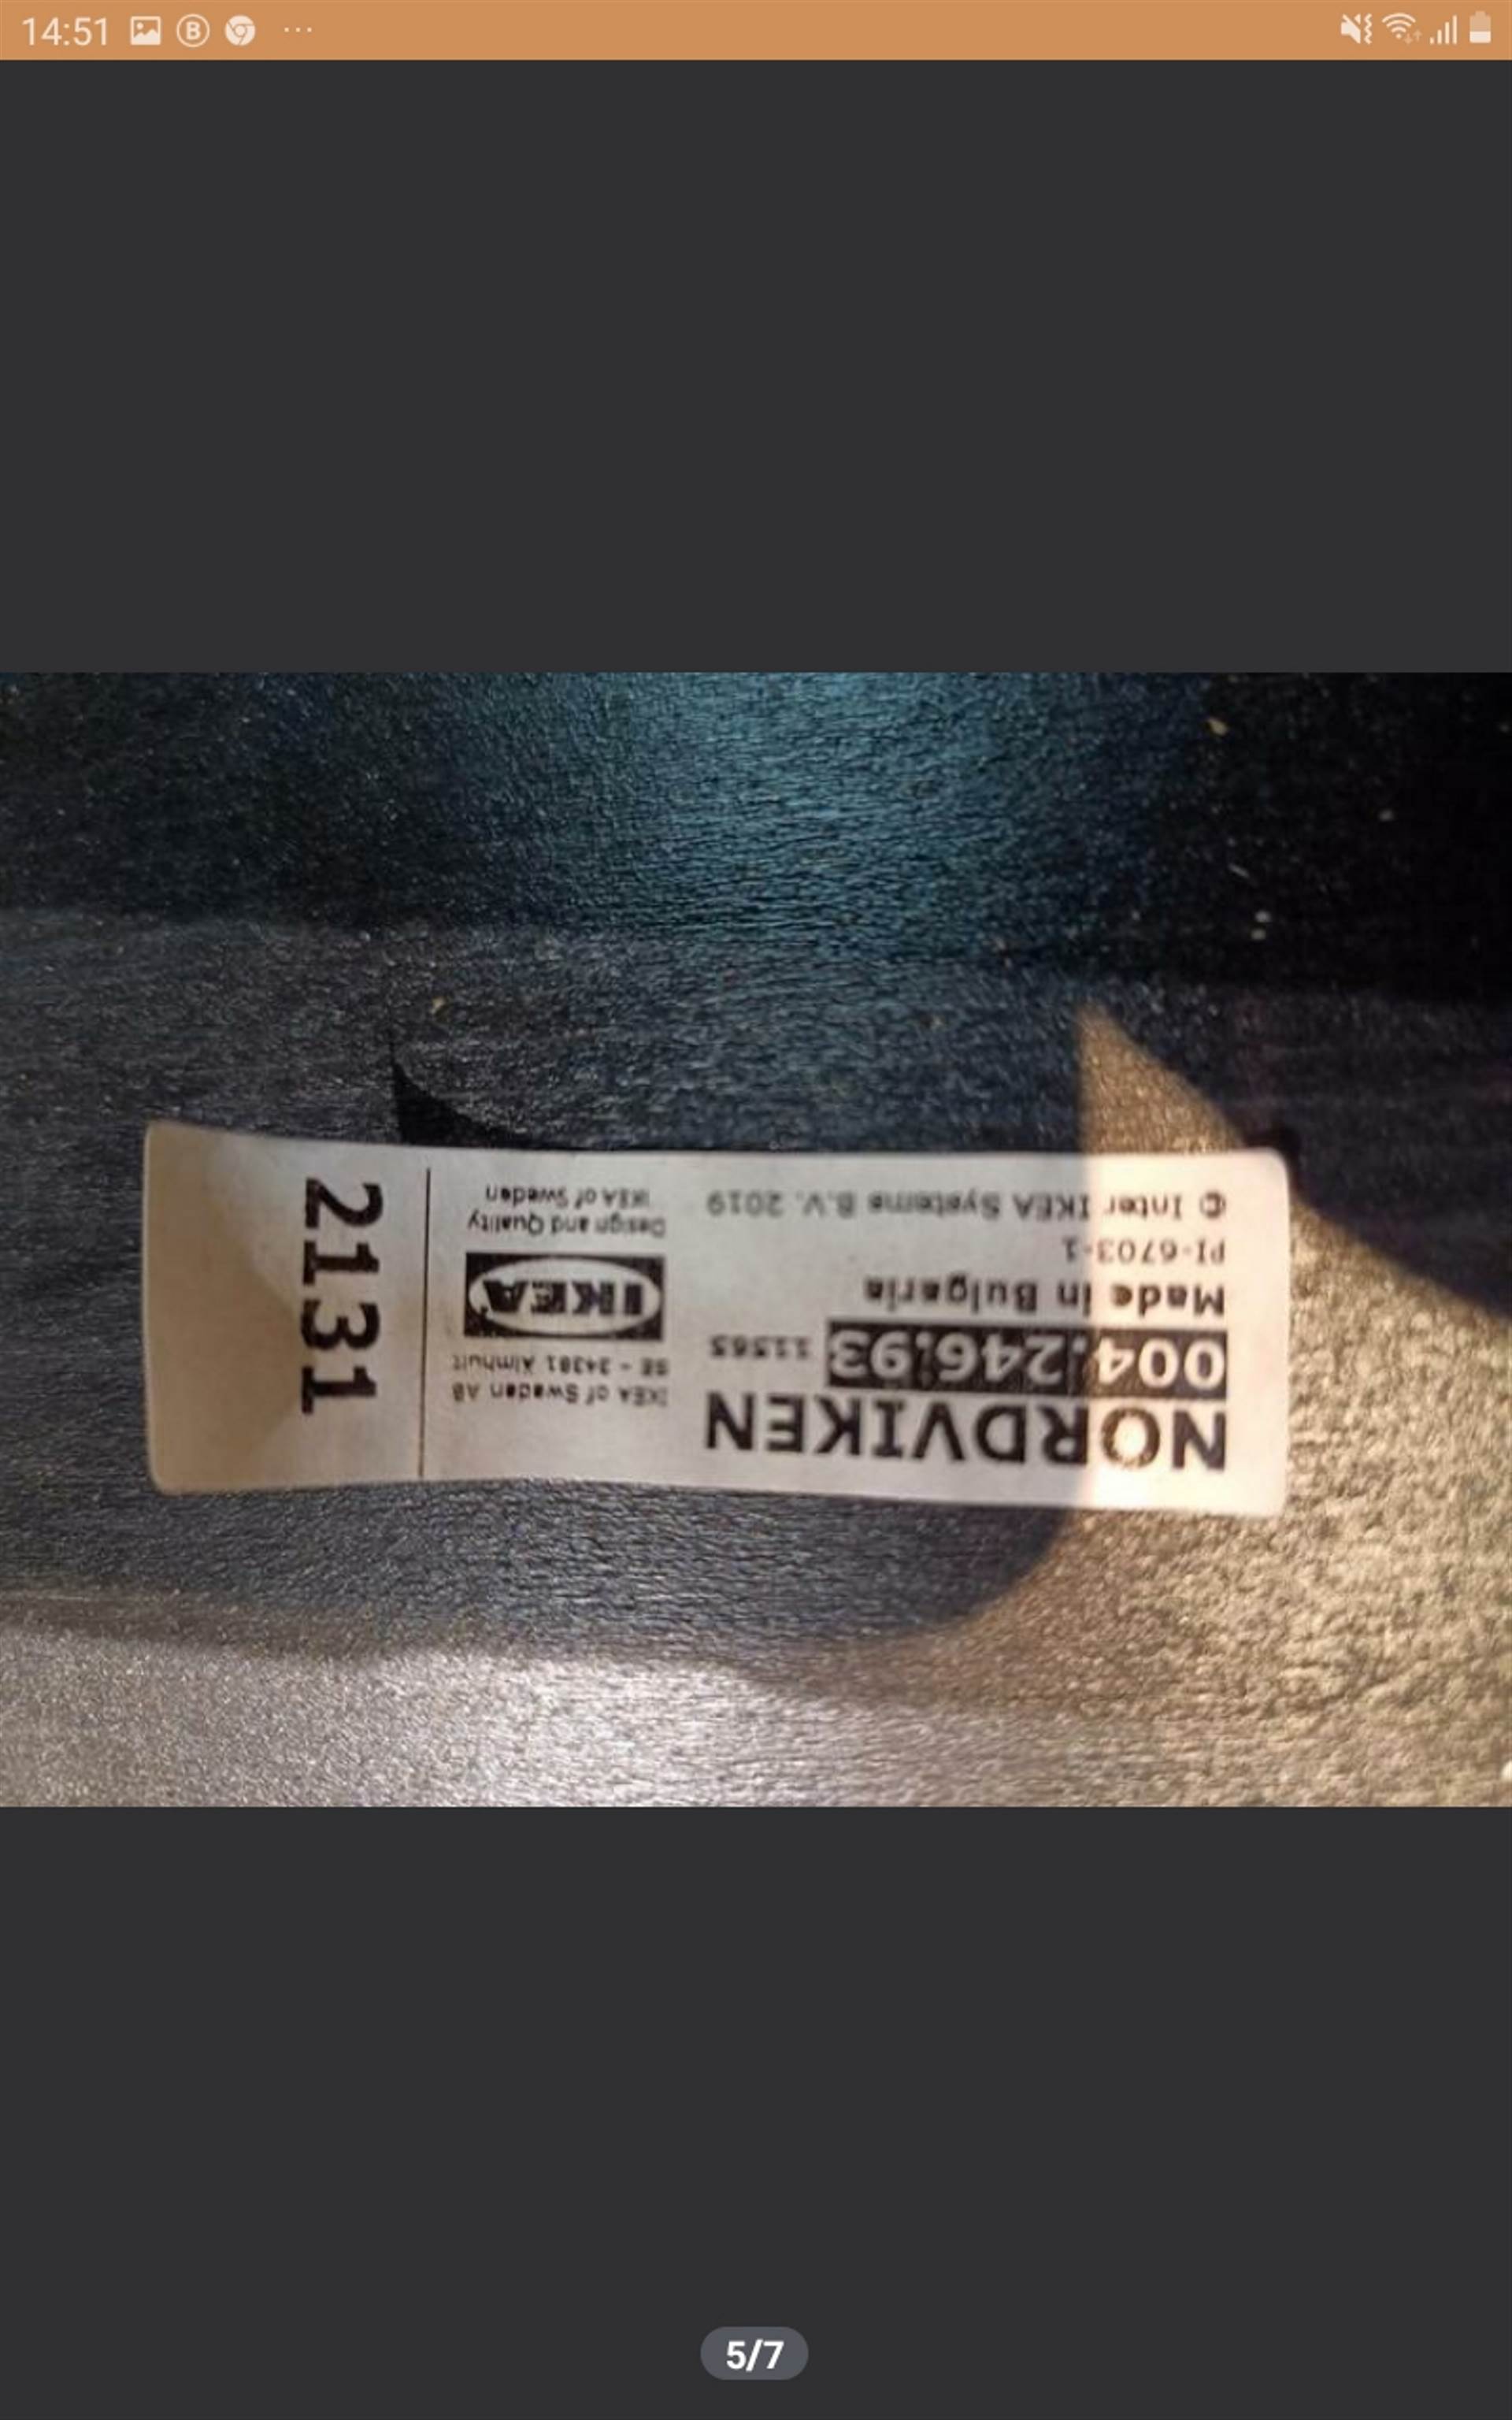 14:51
NORDVIKEN
004.246.93 11565
Made in Bulgaria
PI-6703-1
© Inter IKEA Systems B.V. 2019
IKEA of Sweden AB
SE - 34381 Älmhult
IKEA
Design and Quality
IKEA of Sweden
2131
5/7